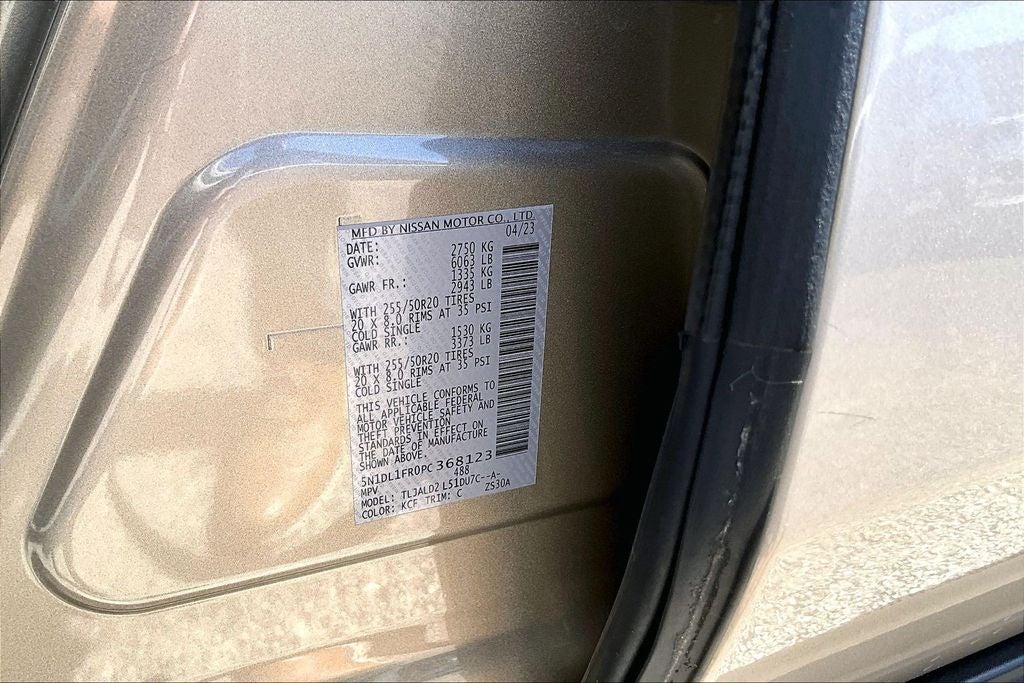 MFD BY NISSAN MOTOR CO., LTD.
DATE: 04/23
GVWR: 2750 KG
6063 LB
GAWR FR.: 1335 KG
2943 LB
WITH 255/50R20 TIRES
20 X 8.0 RIMS AT 35 PSI
COLD SINGLE
GAWR RR.: 1530 KG
3373 LB
WITH 255/50R20 TIRES
20 X 8.0 RIMS AT 35 PSI
COLD SINGLE
THIS VEHICLE CONFORMS TO
ALL APPLICABLE FEDERAL
MOTOR VEHICLE SAFETY AND
THEFT PREVENTION
STANDARDS IN EFFECT ON
THE DATE OF MANUFACTURE
SHOWN ABOVE.
5N1DL1FR0PC368123
MPV 488
MODEL: TLJALD2 L51DU7C--A-
COLOR: KCF TRIM: C ZS30A